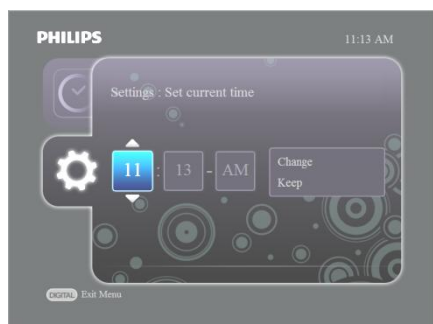 PHILIPS
11:13 AM
Settings : Set current time
11 : 13 - AM
Change
Keep
DIGITAL Exit Menu